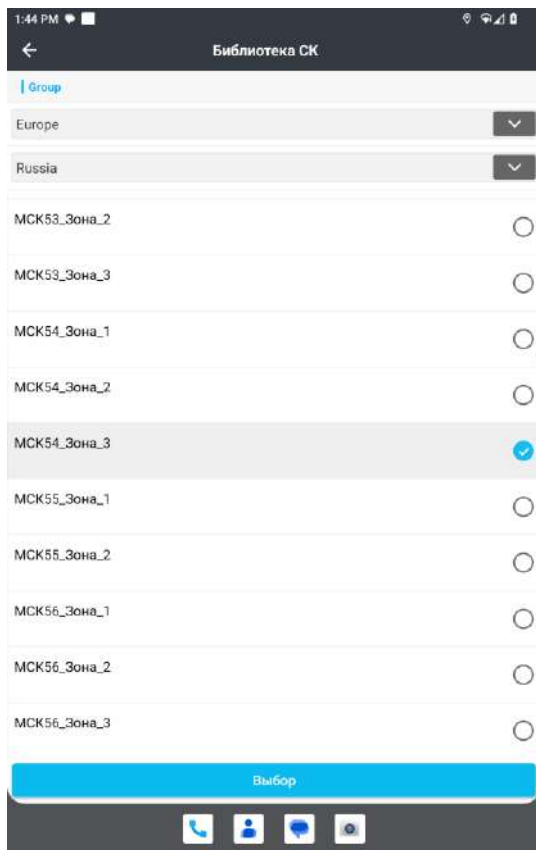 1:44 PM
Библиотека СК
Group
Europe
Russia
МСК53_Зона_2
МСК53_Зона_3
МСК54_Зона_1
МСК54_Зона_2
МСК54_Зона_3
МСК55_Зона_1
МСК55_Зона_2
МСК56_Зона_1
МСК56_Зона_2
МСК56_Зона_3
Выбор